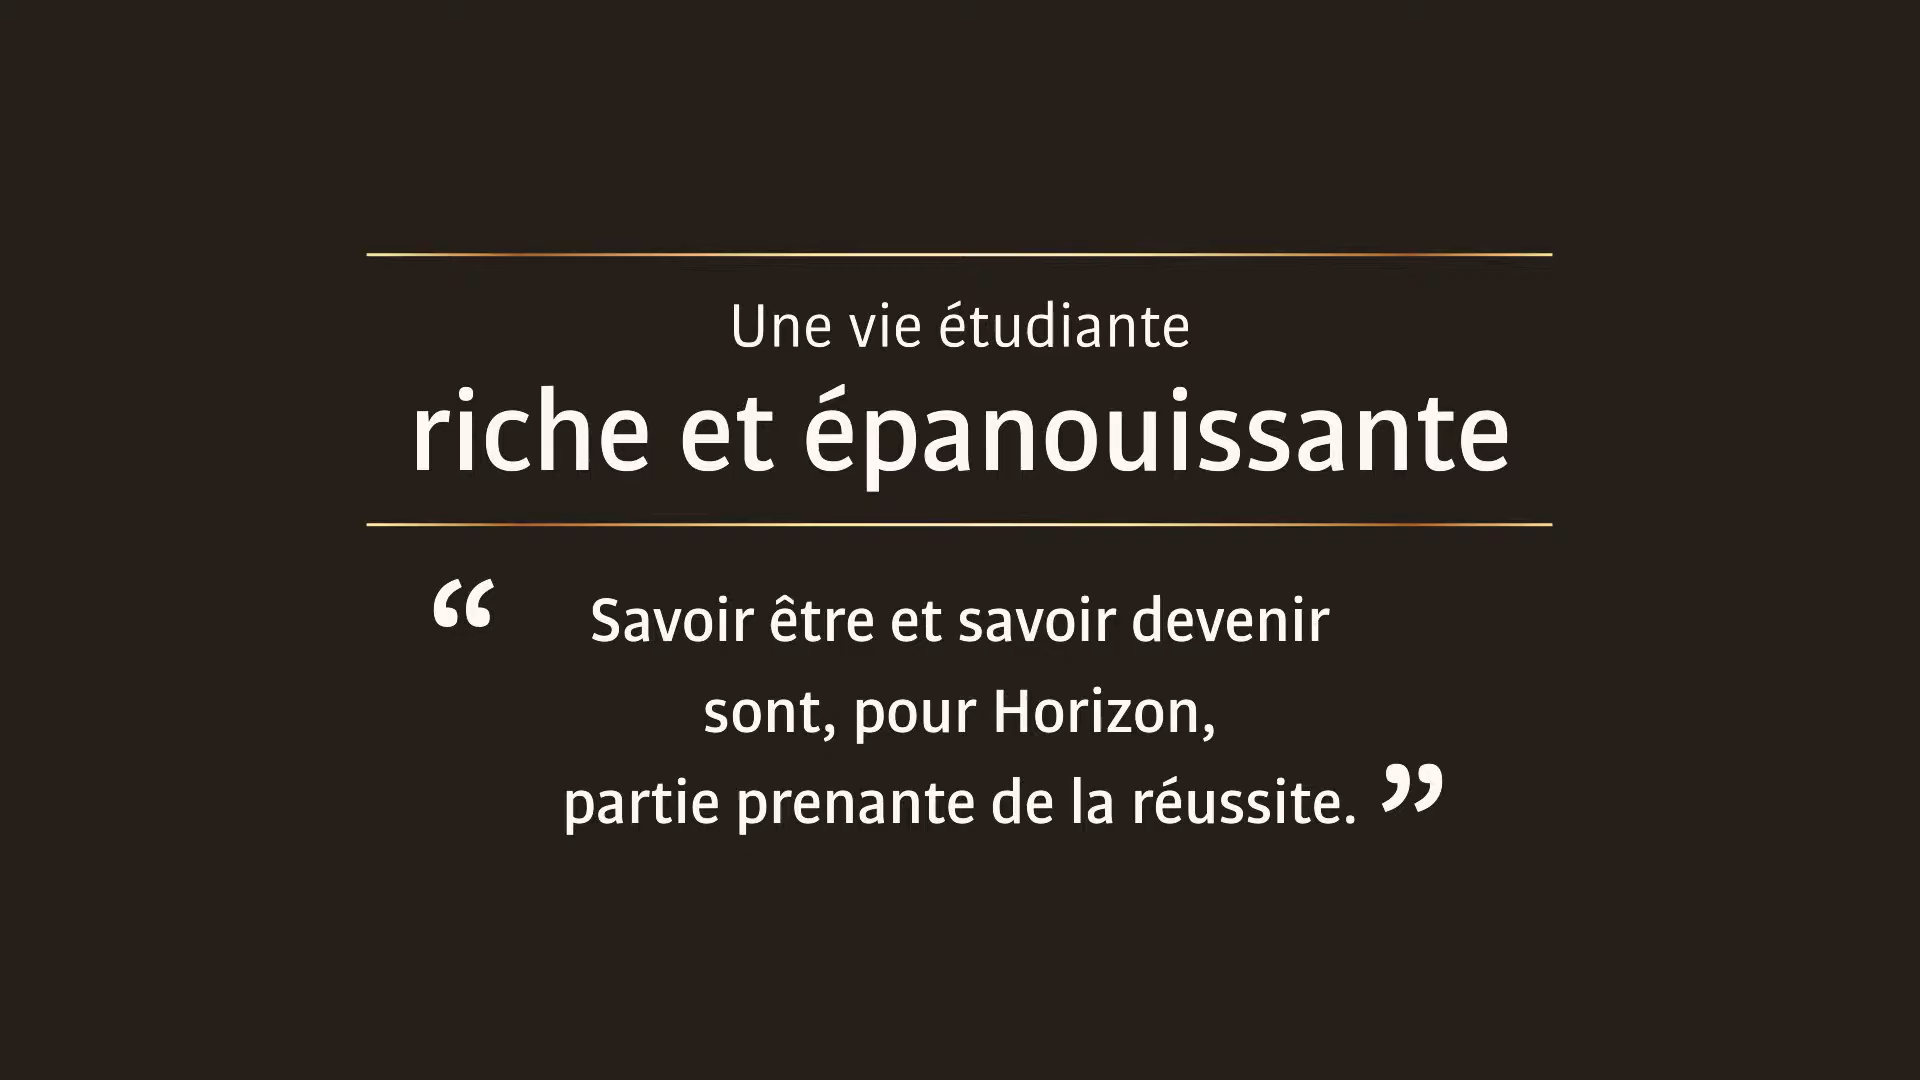 Une vie étudiante
riche et épanouissante
“ Savoir être et savoir devenir
sont, pour Horizon,
partie prenante de la réussite. ”